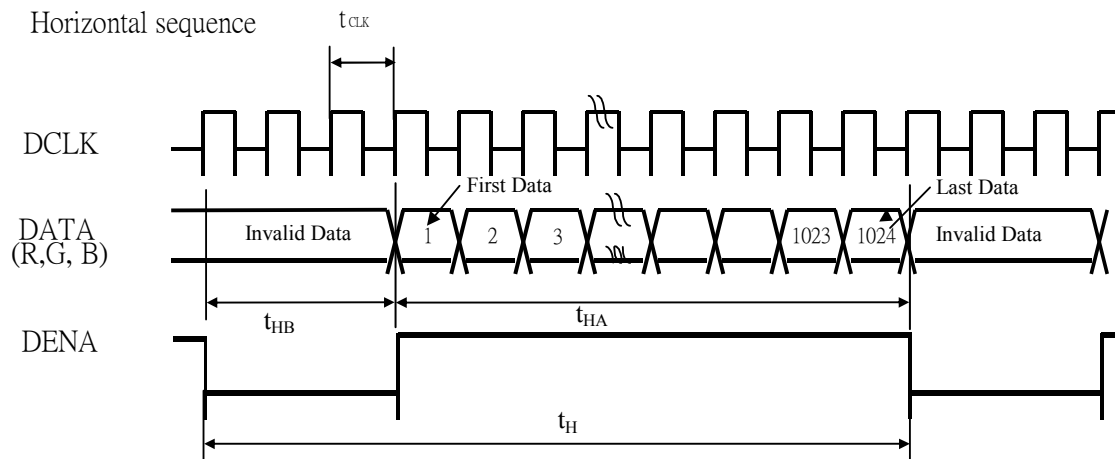 Horizontal sequence
tCLK
DCLK
First Data
Last Data
DATA
(R,G, B)
Invalid Data
1
2
3
1023
1024
Invalid Data
tHB
tHA
DENA
tH